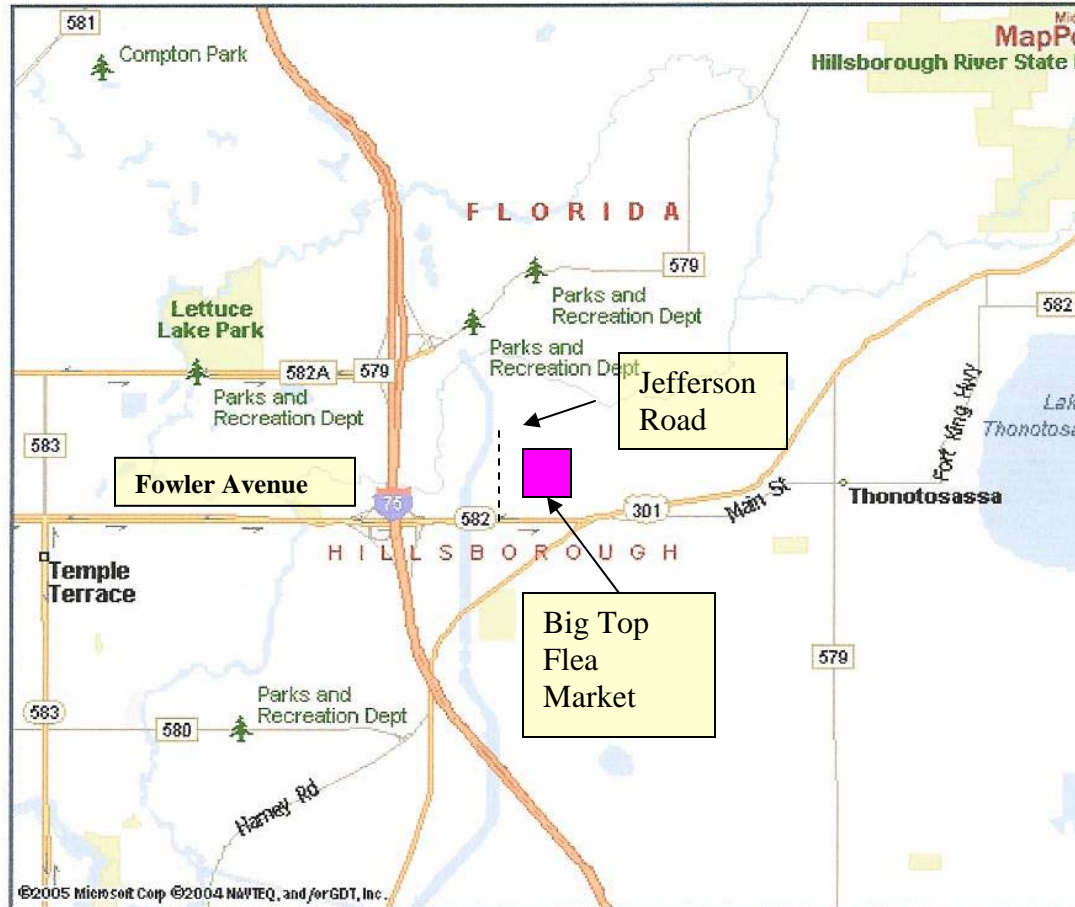 581
Compton Park
MapPo
Hillsborough River State
FLORIDA
579
Parks and
Recreation Dept
582
Lettuce
Lake Park
Parks and
Recreation Dept
582A
579
Parks and
Recreation Dept
Jefferson
Road
Fort King Hwy
583
Fowler Avenue
75
582
301
Main St
Thonotosassa
HILLSBOROUGH
Temple
Terrace
Big Top
Flea
Market
579
583
580
Parks and
Recreation Dept
Harney Rd
©2005 Microsoft Corp ©2004 NAVTEQ, and/or GDT, Inc.